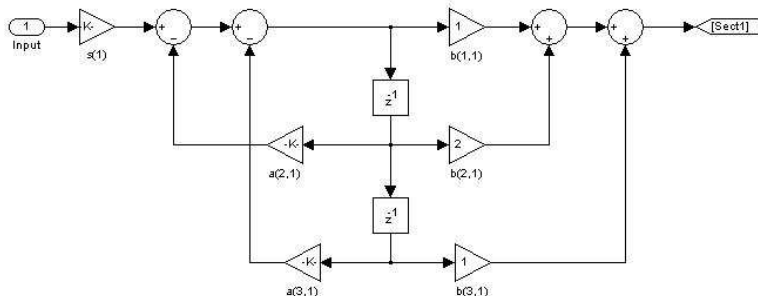 1
Input
K-
s(1)
+
−
+
−
1
b(1,1)
+
+
+
+
[Sect1]
z-1
-K-
a(2,1)
2
b(2,1)
z-1
-K-
a(3,1)
1
b(3,1)